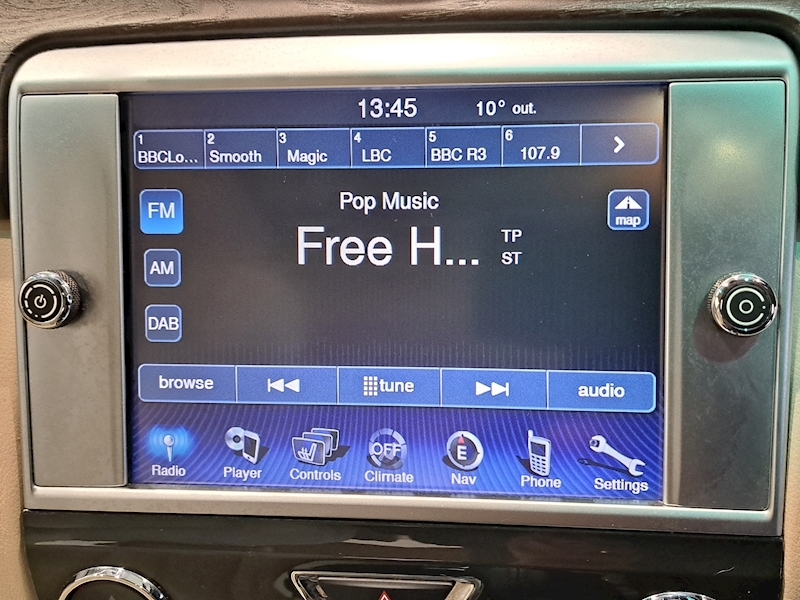 13:45 10° out.
1 BBCLo... 2 Smooth 3 Magic 4 LBC 5 BBC R3 6 107.9 >
Pop Music
FM
map
Free H... TP
ST
AM
DAB
browse tune audio
OFF E
Radio Player Controls Climate Nav Phone Settings